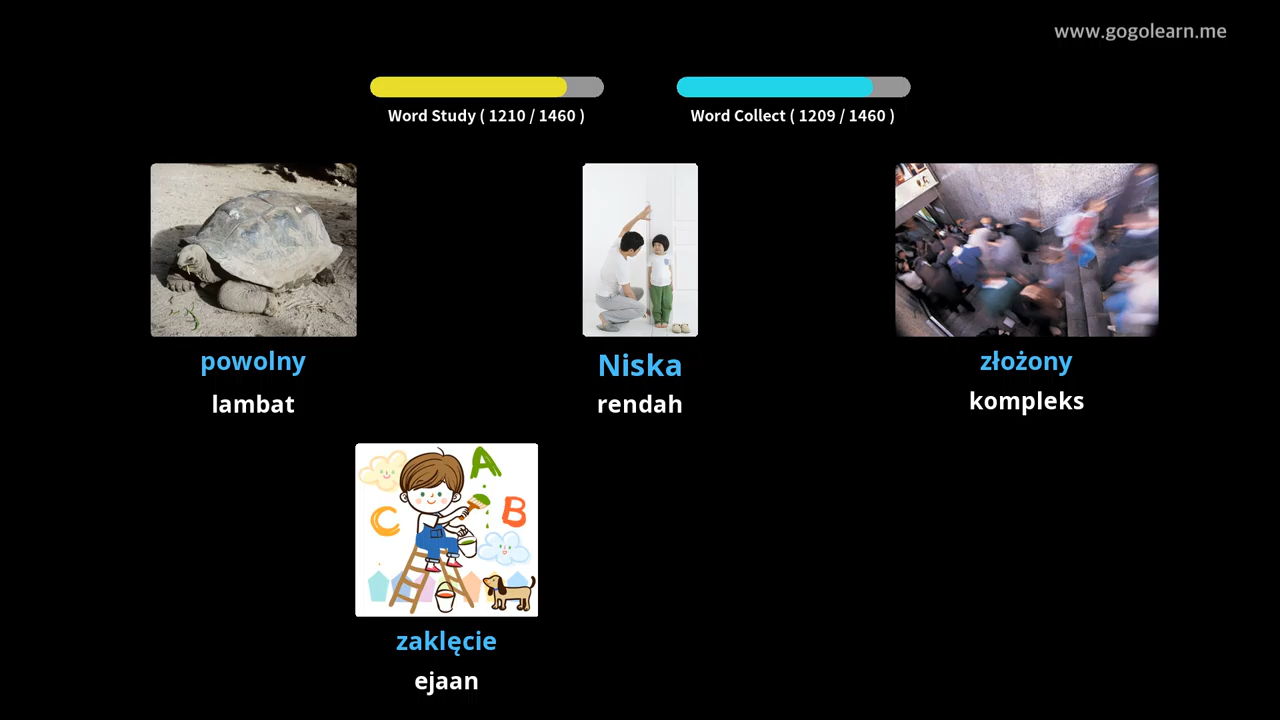 www.gogolearn.me
Word Study ( 1210 / 1460 )
Word Collect ( 1209 / 1460 )
powolny
lambat
Niska
rendah
złożony
kompleks
A
B
C
zaklęcie
ejaan